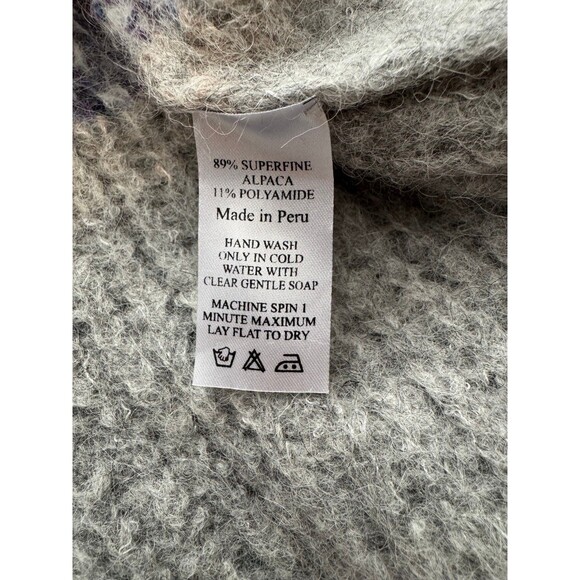 89% SUPERFINE
ALPACA
11% POLYAMIDE
Made in Peru
HAND WASH
ONLY IN COLD
WATER WITH
CLEAR GENTLE SOAP
MACHINE SPIN 1
MINUTE MAXIMUM
LAY FLAT TO DRY